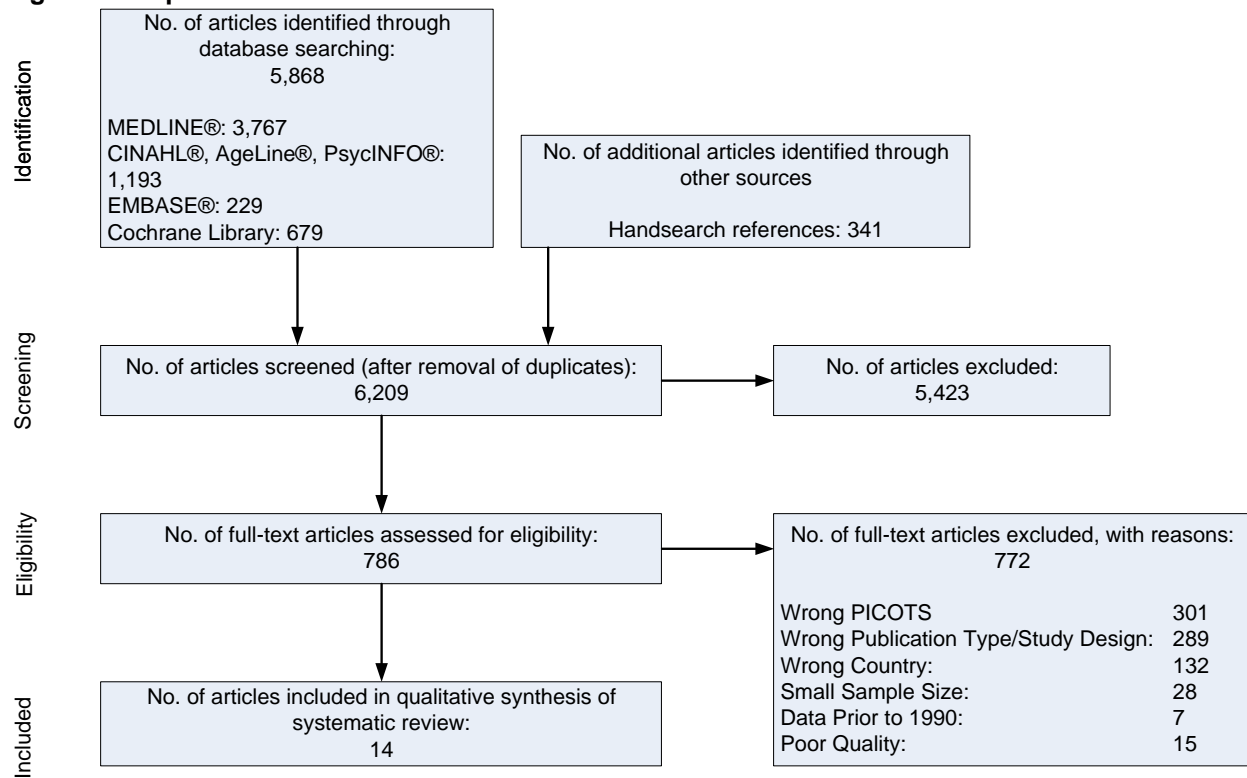 Identification
No. of articles identified through
database searching:
5,868
MEDLINE®: 3,767
CINAHL®, AgeLine®, PsycINFO®:
1,193
EMBASE®: 229
Cochrane Library: 679
No. of additional articles identified through
other sources
Handsearch references: 341
Screening
No. of articles screened (after removal of duplicates):
6,209
No. of articles excluded:
5,423
Eligibility
No. of full-text articles assessed for eligibility:
786
No. of full-text articles excluded, with reasons:
772
Wrong PICOTS 301
Wrong Publication Type/Study Design: 289
Wrong Country: 132
Small Sample Size: 28
Data Prior to 1990: 7
Poor Quality: 15
Included
No. of articles included in qualitative synthesis of
systematic review:
14